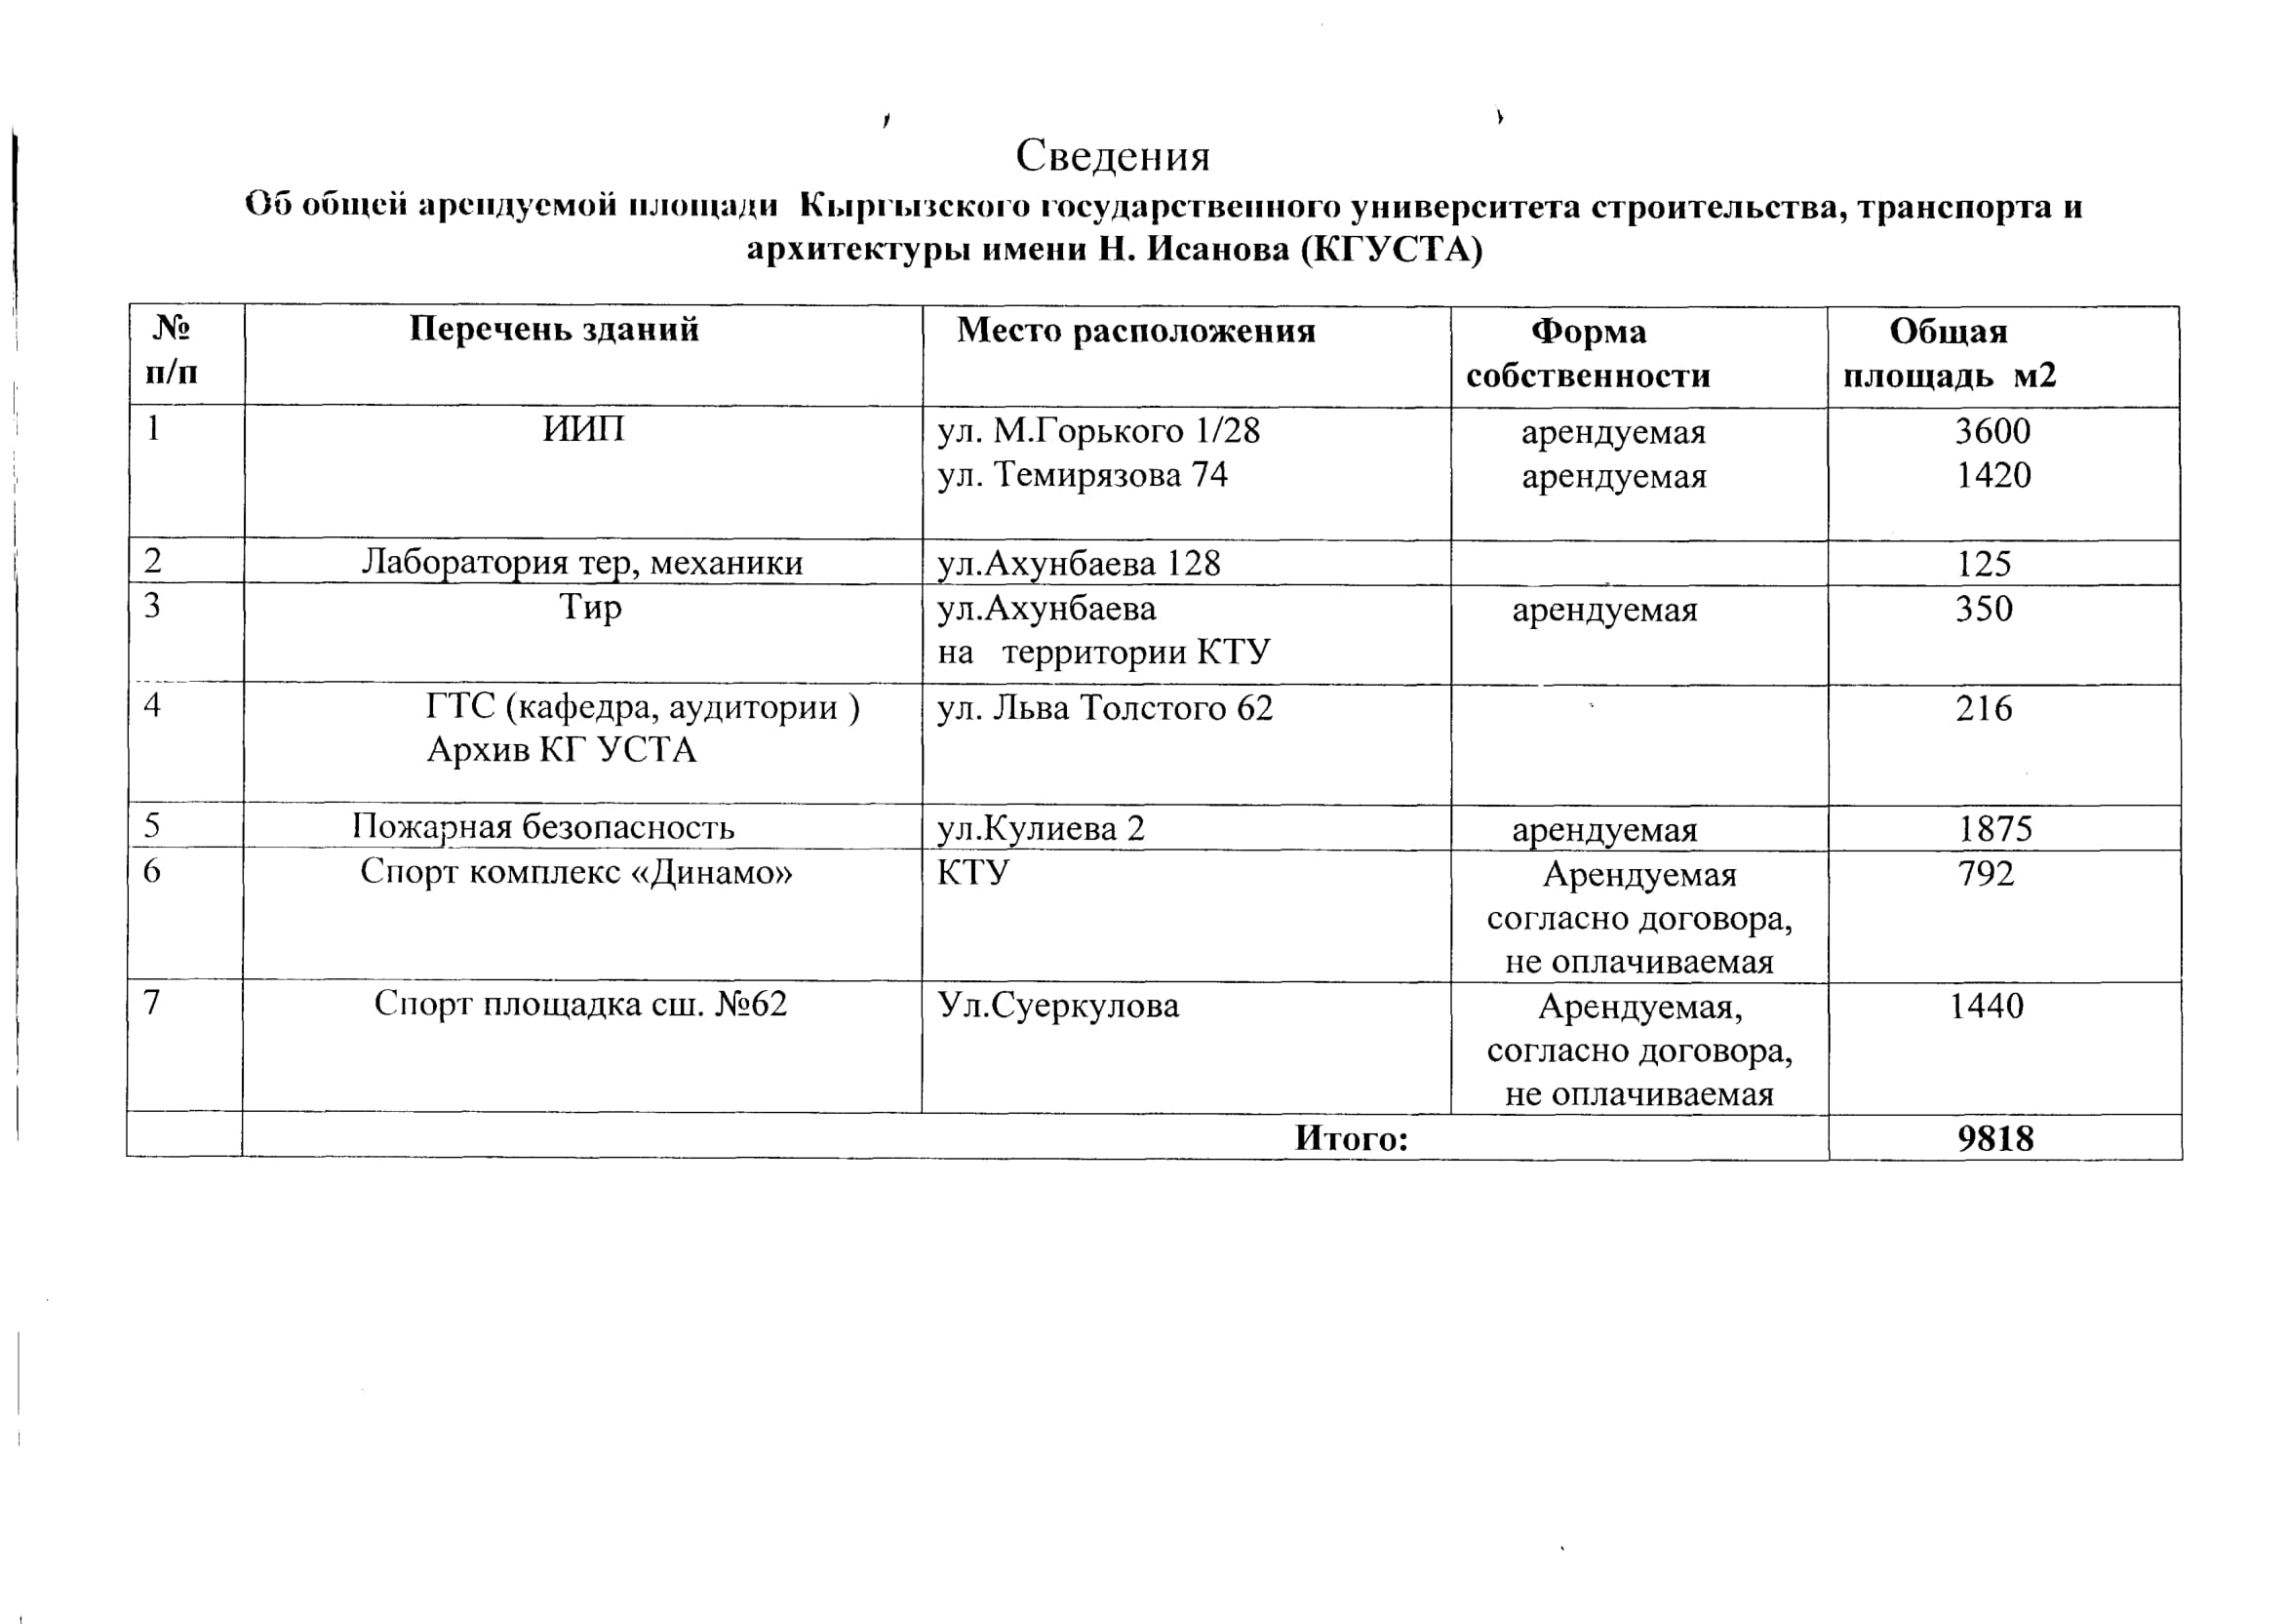 Сведения
Об общей арендуемой площади Кыргызского государственного университета строительства, транспорта и
архитектуры имени Н. Исанова (КГУСТА)
№ п/п Перечень зданий Место расположения Форма собственности Общая площадь м2
1 ИИП ул. М.Горького 1/28 арендуемая 3600
ул. Темирязова 74 арендуемая 1420
2 Лаборатория тер, механики ул.Ахунбаева 128 125
3 Тир ул.Ахунбаева арендуемая 350
на территории КТУ
4 ГТС (кафедра, аудитории ) ул. Льва Толстого 62 216
Архив КГ УСТА
5 Пожарная безопасность ул.Кулиева 2 арендуемая 1875
6 Спорт комплекс «Динамо» КТУ Арендуемая 792
согласно договора,
не оплачиваемая
7 Спорт площадка сш. №62 Ул.Суеркулова Арендуемая, 1440
согласно договора,
не оплачиваемая
Итого: 9818